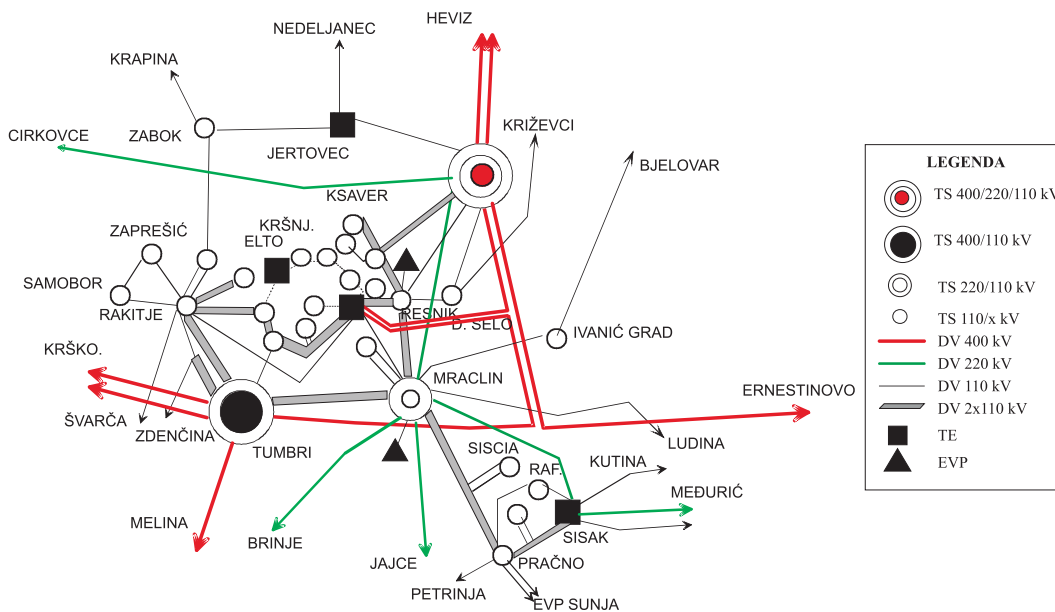 HEVIZ
NEDELJANEC
KRAPINA
CIRKOVCE
ZABOK
JERTOVEC
KRIŽEVCI
BJELOVAR
KSAVER
KRŠNJ.
ELTO
ZAPREŠIĆ
SAMOBOR
RAKITJE
RESNIK
D. SELO
IVANIĆ GRAD
KRŠKO.
MRACLIN
ERNESTINOVO
ŠVARČA
ZDENČINA
TUMBRI
LUDINA
SISCIA
RAF.
KUTINA
MEĐURIĆ
MELINA
BRINJE
JAJCE
SISAK
PRAČNO
PETRINJA
EVP SUNJA
LEGENDA
TS 400/220/110 kV
TS 400/110 kV
TS 220/110 kV
TS 110/x kV
DV 400 kV
DV 220 kV
DV 110 kV
DV 2x110 kV
TE
EVP